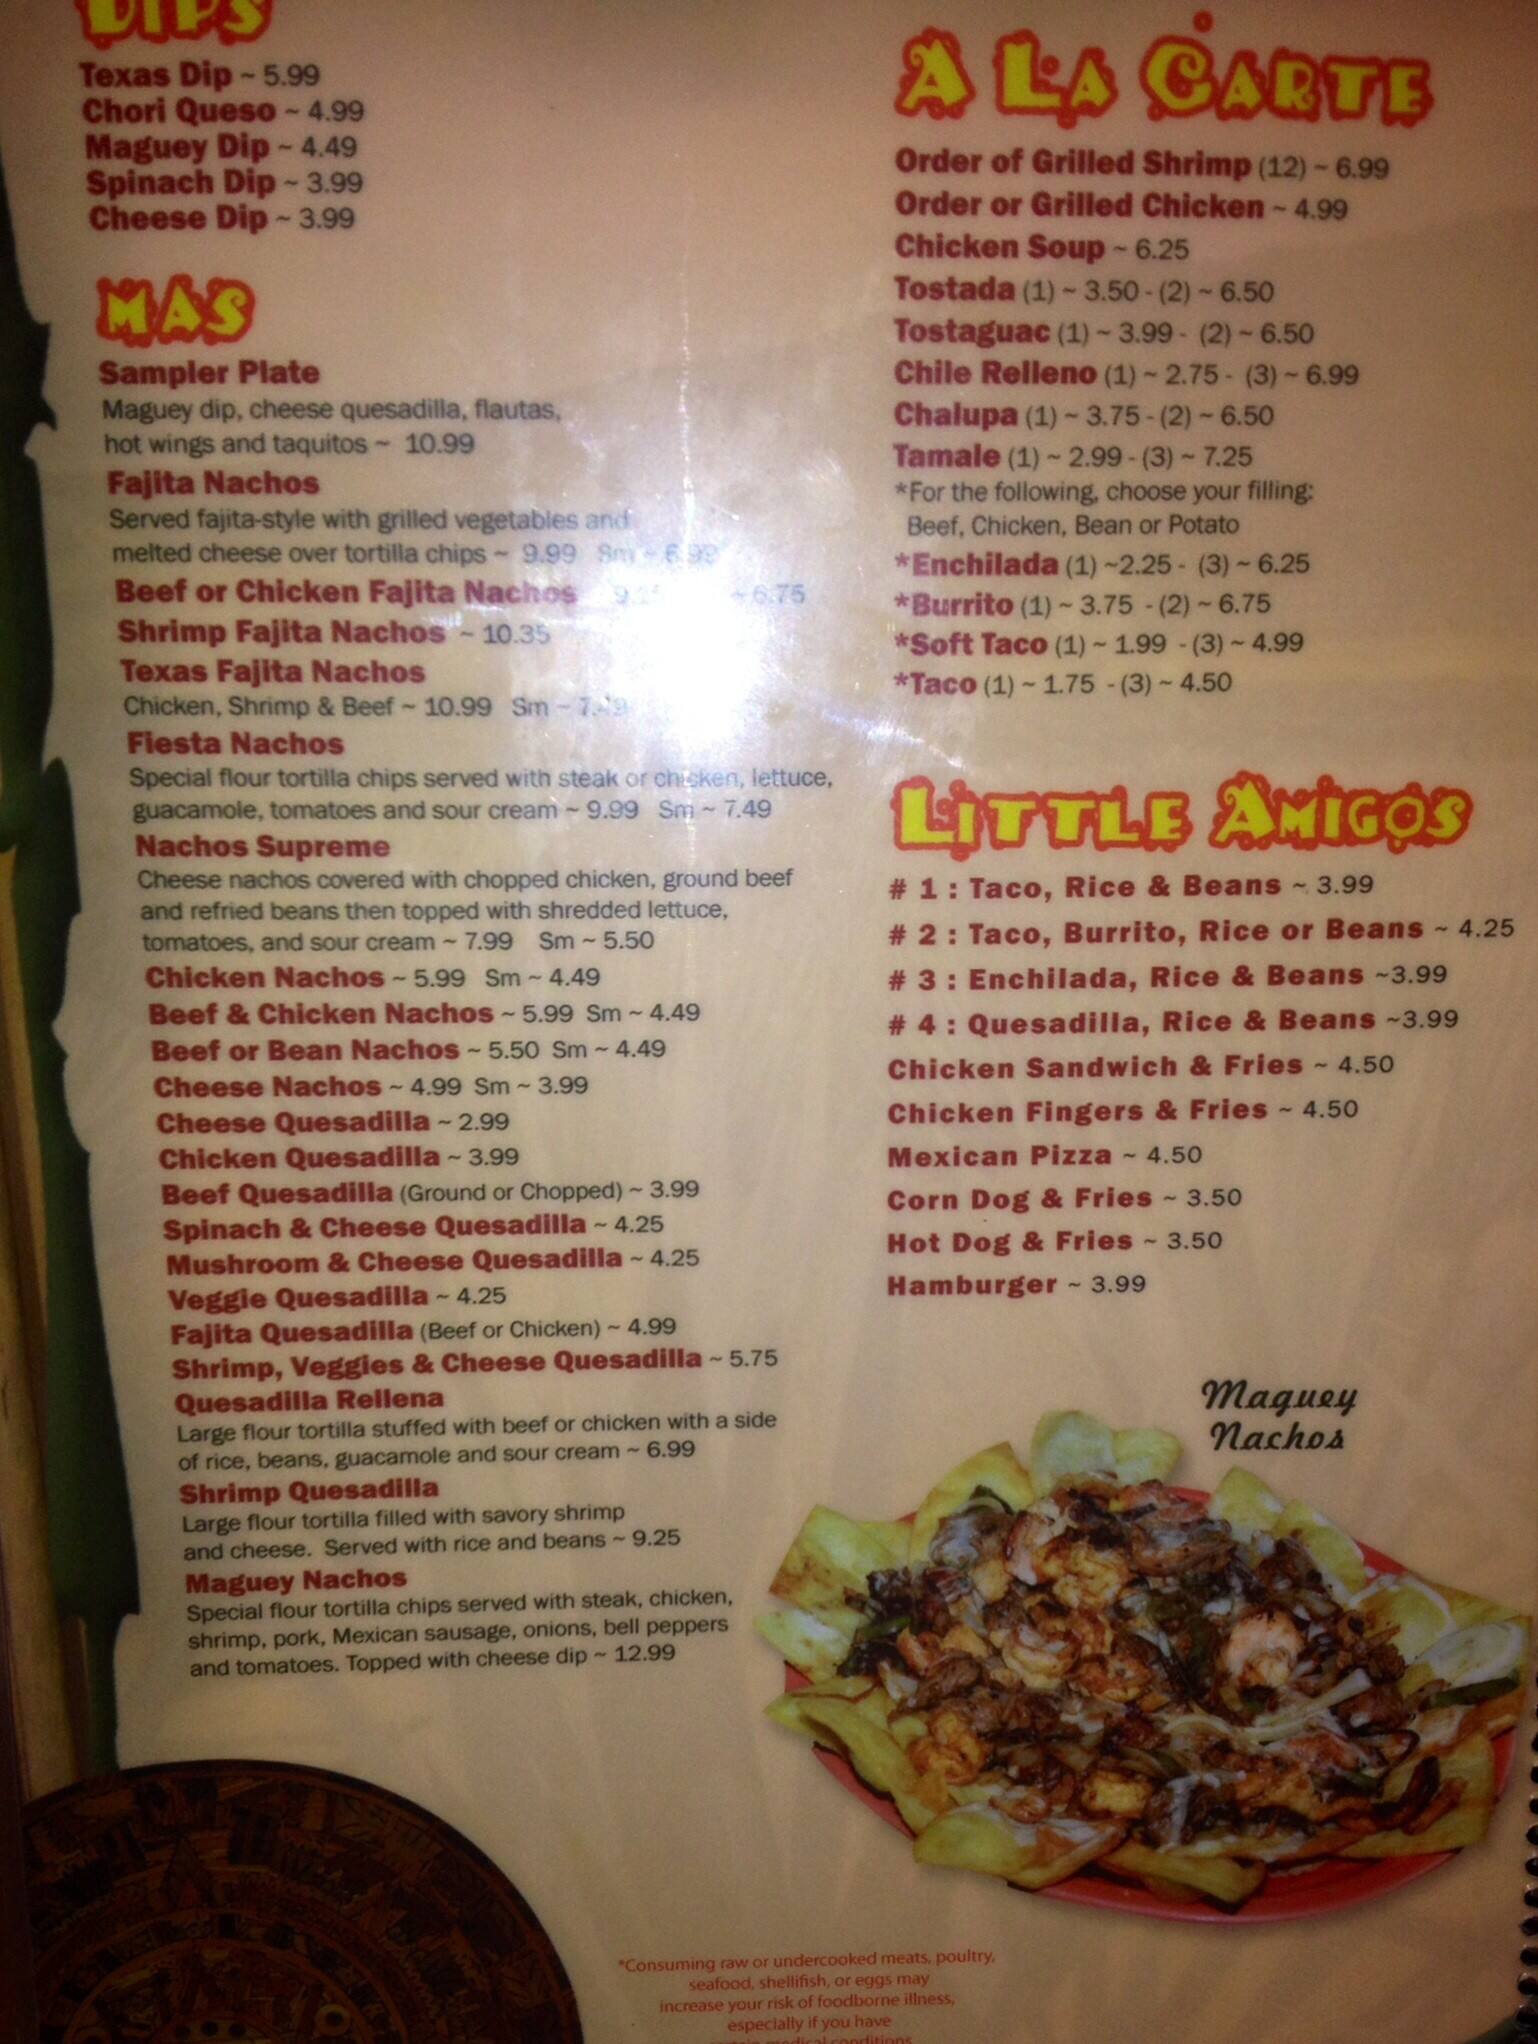 DIPS
Texas Dip ~ 5.99
Chori Queso ~ 4.99
Maguey Dip ~ 4.49
Spinach Dip ~ 3.99
Cheese Dip ~ 3.99
MAS
Sampler Plate
Maguey dip, cheese quesadilla, flautas,
hot wings and taquitos ~ 10.99
Fajita Nachos
Served fajita-style with grilled vegetables and
melted cheese over tortilla chips ~ 9.99 Sm ~ 6.99
Beef or Chicken Fajita Nachos ~ 6.75
Shrimp Fajita Nachos ~ 10.35
Texas Fajita Nachos
Chicken, Shrimp & Beef ~ 10.99 Sm ~ 7.49
Fiesta Nachos
Special flour tortilla chips served with steak or chicken, lettuce,
guacamole, tomatoes and sour cream ~ 9.99 Sm ~ 7.49
Nachos Supreme
Cheese nachos covered with chopped chicken, ground beef
and refried beans then topped with shredded lettuce,
tomatoes, and sour cream ~ 7.99 Sm ~ 5.50
Chicken Nachos ~ 5.99 Sm ~ 4.49
Beef & Chicken Nachos ~ 5.99 Sm ~ 4.49
Beef or Bean Nachos ~ 5.50 Sm ~ 4.49
Cheese Nachos ~ 4.99 Sm ~ 3.99
Cheese Quesadilla ~ 2.99
Chicken Quesadilla ~ 3.99
Beef Quesadilla (Ground or Chopped) ~ 3.99
Spinach & Cheese Quesadilla ~ 4.25
Mushroom & Cheese Quesadilla ~ 4.25
Veggie Quesadilla ~ 4.25
Fajita Quesadilla (Beef or Chicken) ~ 4.99
Shrimp, Veggies & Cheese Quesadilla ~ 5.75
Quesadilla Rellena
Large flour tortilla stuffed with beef or chicken with a side
of rice, beans, guacamole and sour cream ~ 6.99
Shrimp Quesadilla
Large flour tortilla filled with savory shrimp
and cheese. Served with rice and beans ~ 9.25
Maguey Nachos
Special flour tortilla chips served with steak, chicken,
shrimp, pork, Mexican sausage, onions, bell peppers
and tomatoes. Topped with cheese dip ~ 12.99
A LA CARTE
Order of Grilled Shrimp (12) ~ 6.99
Order or Grilled Chicken ~ 4.99
Chicken Soup ~ 6.25
Tostada (1) ~ 3.50 - (2) ~ 6.50
Tostaguac (1) ~ 3.99 - (2) ~ 6.50
Chile Relleno (1) ~ 2.75 - (3) ~ 6.99
Chalupa (1) ~ 3.75 - (2) ~ 6.50
Tamale (1) ~ 2.99 - (3) ~ 7.25
*For the following, choose your filling:
Beef, Chicken, Bean or Potato
*Enchilada (1) ~2.25 - (3) ~ 6.25
*Burrito (1) ~ 3.75 - (2) ~ 6.75
*Soft Taco (1) ~ 1.99 - (3) ~ 4.99
*Taco (1) ~ 1.75 - (3) ~ 4.50
LITTLE AMIGOS
# 1 : Taco, Rice & Beans ~ 3.99
# 2 : Taco, Burrito, Rice or Beans ~ 4.25
# 3 : Enchilada, Rice & Beans ~3.99
# 4 : Quesadilla, Rice & Beans ~3.99
Chicken Sandwich & Fries ~ 4.50
Chicken Fingers & Fries ~ 4.50
Mexican Pizza ~ 4.50
Corn Dog & Fries ~ 3.50
Hot Dog & Fries ~ 3.50
Hamburger ~ 3.99
Maguey
Nachos
*Consuming raw or undercooked meats, poultry,
seafood, shellifish, or eggs may
increase your risk of foodborne illness,
especially if you have
certain medical conditions